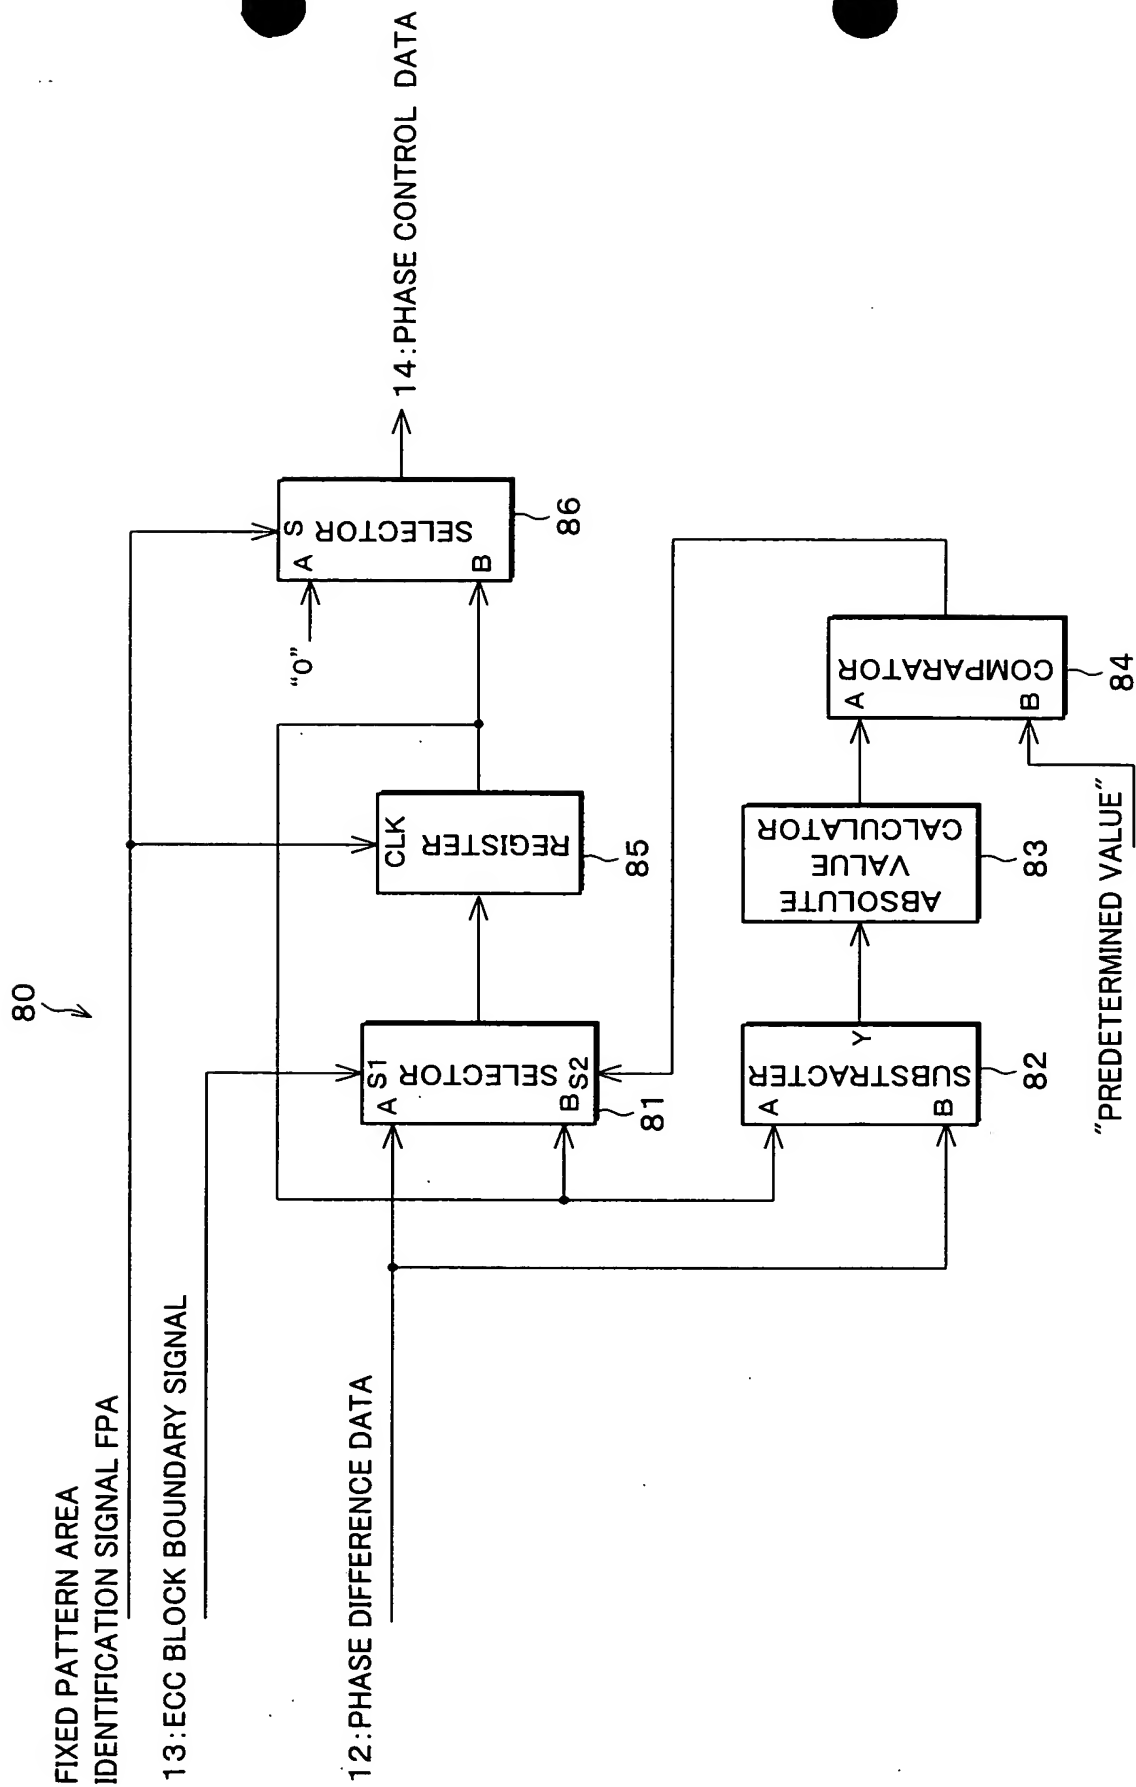 80
FIXED PATTERN AREA
IDENTIFICATION SIGNAL FPA
13:ECC BLOCK BOUNDARY SIGNAL
12:PHASE DIFFERENCE DATA
A
S1
SELECTOR
B
S2
81
CLK
REGISTER
85
"0"
A
S
SELECTOR
B
86
14:PHASE CONTROL DATA
A
B
SUBSTRACTER
Y
82
ABSOLUTE
VALUE
CALCULATOR
83
A
B
COMPARATOR
84
"PREDETERMINED VALUE"